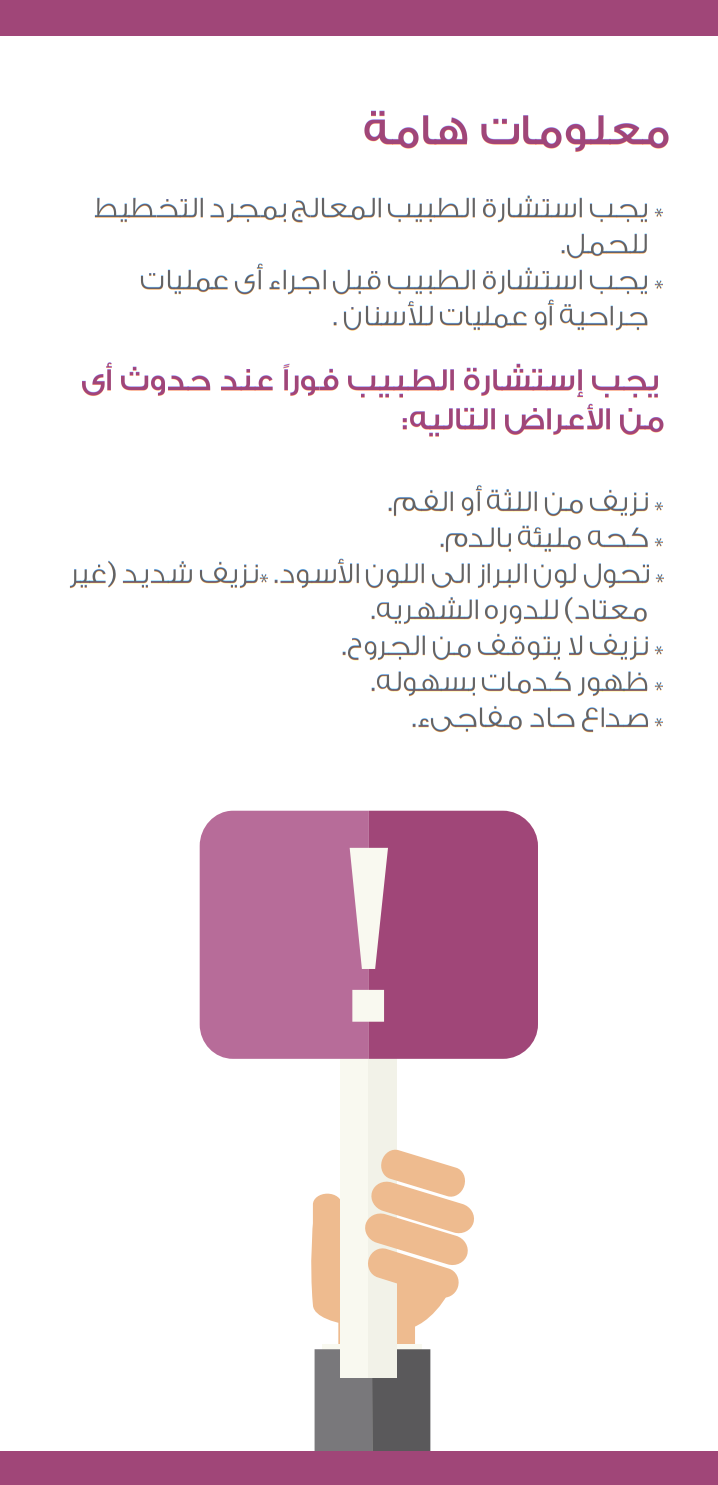 معلومات هامة
* يجب استشارة الطبيب المعالج بمجرد التخطيط
للحمل.
* يجب استشارة الطبيب قبل اجراء أى عمليات
جراحية أو عمليات للأسنان .
يجب إستشارة الطبيب فوراً عند حدوث أى
من الأعراض التاليه:
* نزيف من اللثة أو الفم.
* كحه مليئة بالدم.
* تحول لون البراز الى اللون الأسود. *نزيف شديد (غير
معتاد) للدوره الشهريه.
* نزيف لا يتوقف من الجروح.
* ظهور كدمات بسهوله.
* صداع حاد مفاجىء.
!